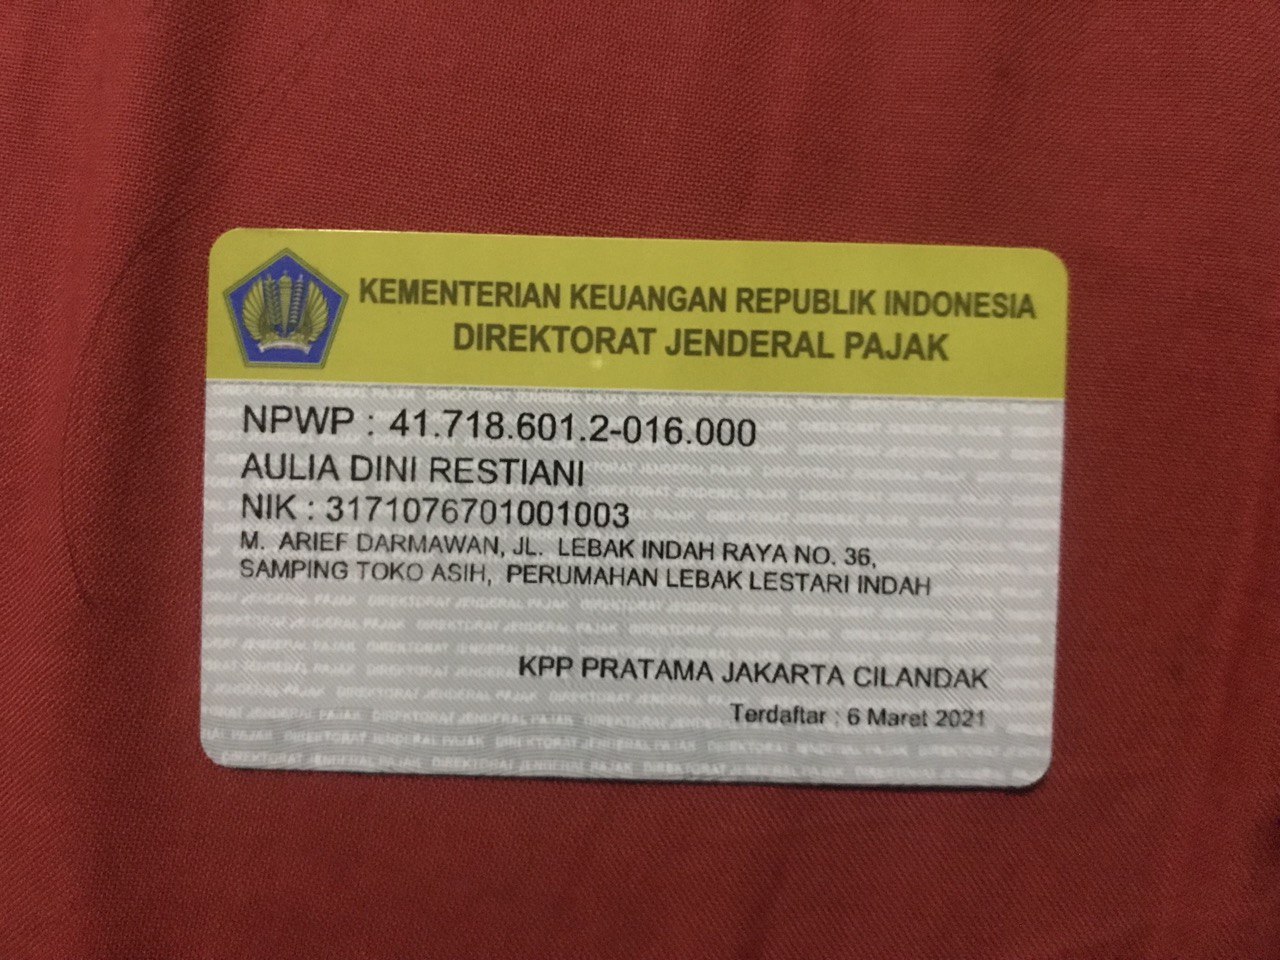 KEMENTERIAN KEUANGAN REPUBLIK INDONESIA
DIREKTORAT JENDERAL PAJAK
NPWP : 41.718.601.2-016.000
AULIA DINI RESTIANI
NIK : 3171076701001003
M. ARIEF DARMAWAN, JL. LEBAK INDAH RAYA NO. 36,
SAMPING TOKO ASIH, PERUMAHAN LEBAK LESTARI INDAH
KPP PRATAMA JAKARTA CILANDAK
Terdaftar : 6 Maret 2021